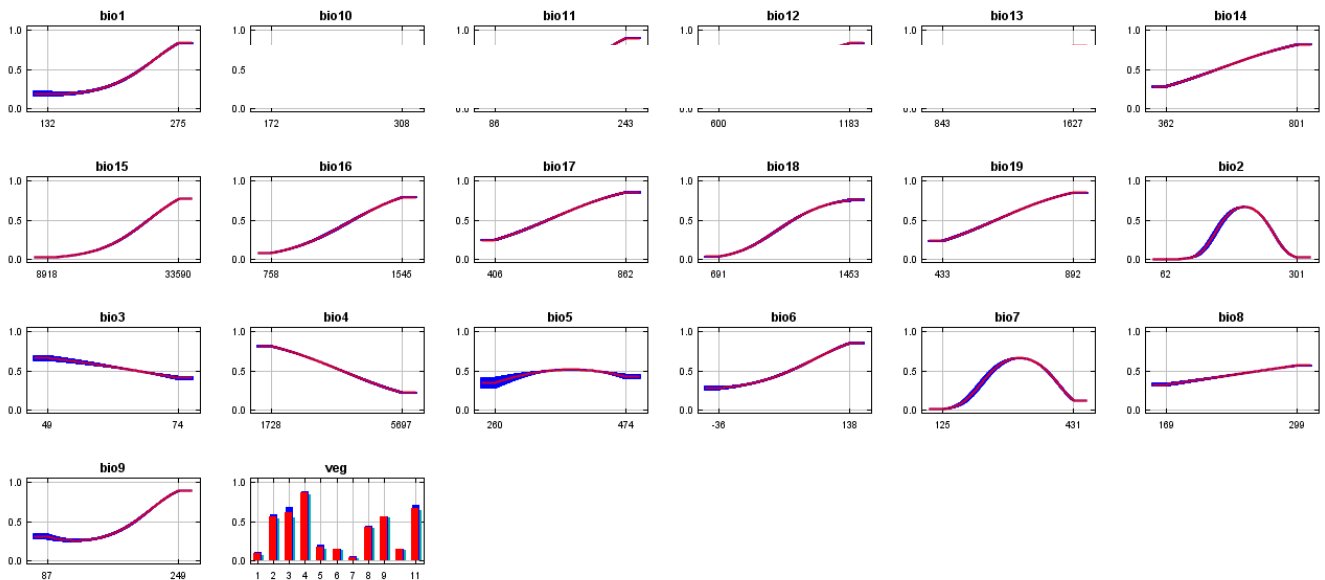 bio1 bio10 bio11 bio12 bio13 bio14
1.0 1.0 1.0 1.0 1.0 1.0
0.5 0.5
0.0 0.0 0.0 0.0 0.0 0.0
132 275 172 308 86 243 600 1183 843 1627 362 801
bio15 bio16 bio17 bio18 bio19 bio2
1.0 1.0 1.0 1.0 1.0 1.0
0.5 0.5 0.5 0.5 0.5 0.5
0.0 0.0 0.0 0.0 0.0 0.0
8918 33590 758 1545 406 862 691 1453 433 892 62 301
bio3 bio4 bio5 bio6 bio7 bio8
1.0 1.0 1.0 1.0 1.0 1.0
0.5 0.5 0.5 0.5 0.5 0.5
0.0 0.0 0.0 0.0 0.0 0.0
49 74 1728 5697 260 474 -36 138 125 431 169 299
bio9 veg
1.0 1.0
0.5 0.5
0.0 0.0
87 249 1 2 3 4 5 6 7 8 9 11